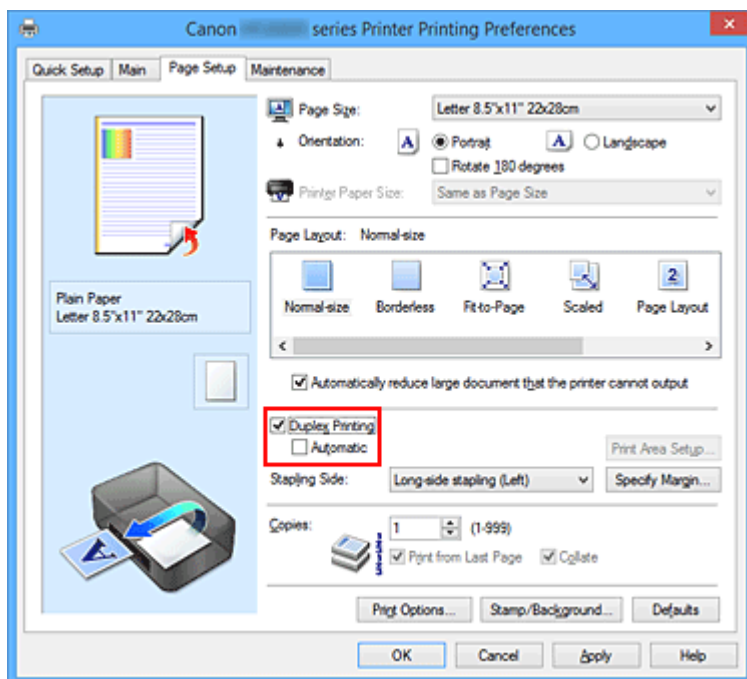 Canon series Printer Printing Preferences
Quick Setup Main Page Setup Maintenance
Page Size: Letter 8.5"x11" 22x28cm
Orientation: A Portrait A Landscape
Rotate 180 degrees
Printer Paper Size: Same as Page Size
Page Layout: Normal-size
2
Normal-size Borderless Fit-to-Page Scaled Page Layout
Plain Paper
Letter 8.5"x11" 22x28cm
Automatically reduce large document that the printer cannot output
Duplex Printing
Automatic
Print Area Setup...
Stapling Side: Long-side stapling (Left) Specify Margin...
Copies: 1 (1-999)
Print from Last Page Collate
A
Print Options... Stamp/Background... Defaults
OK Cancel Apply Help